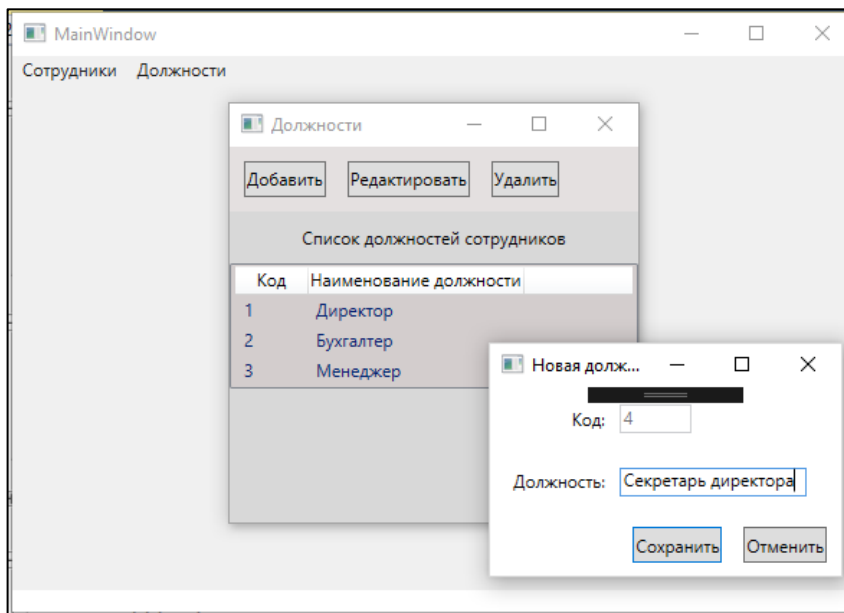 MainWindow
Сотрудники Должности
Должности
Добавить Редактировать Удалить
Список должностей сотрудников
Код Наименование должности
1 Директор
2 Бухгалтер
3 Менеджер
Новая долж...
Код: 4
Должность: Секретарь директора
Сохранить Отменить